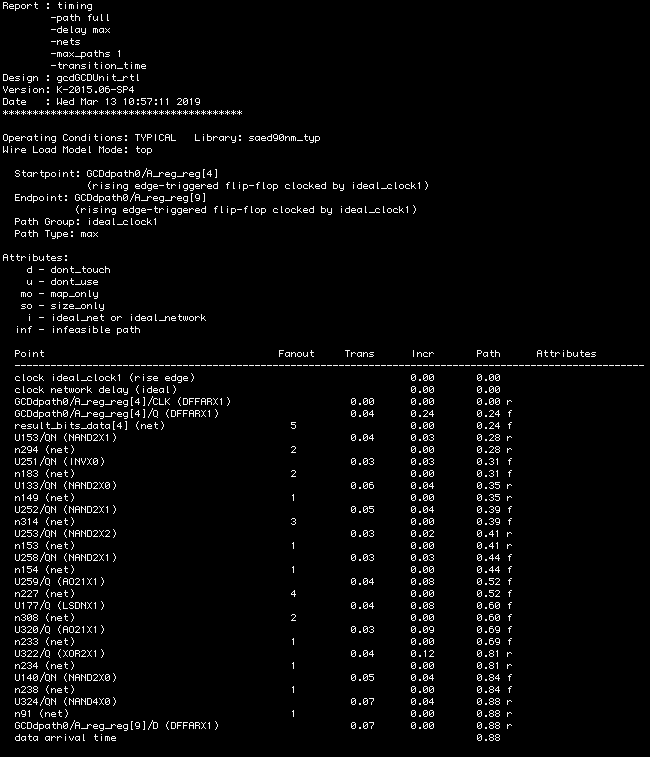 Report : timing
        -path full
        -delay max
        -nets
        -max_paths 1
        -transition_time
Design : gcdGCDUnit_rtl
Version: K-2015.06-SP4
Date   : Wed Mar 13 10:57:11 2019
****************************************

Operating Conditions: TYPICAL   Library: saed90nm_typ
Wire Load Model Mode: top

  Startpoint: GCDdpath0/A_reg_reg[4]
              (rising edge-triggered flip-flop clocked by ideal_clock1)
  Endpoint: GCDdpath0/A_reg_reg[9]
            (rising edge-triggered flip-flop clocked by ideal_clock1)
  Path Group: ideal_clock1
  Path Type: max

Attributes:
    d - dont_touch
    u - dont_use
   mo - map_only
   so - size_only
    i - ideal_net or ideal_network
  inf - infeasible path

  Point                                       Fanout     Trans      Incr       Path      Attributes
  ---------------------------------------------------------------------------------------------------------
  clock ideal_clock1 (rise edge)                                    0.00       0.00
  clock network delay (ideal)                                       0.00       0.00
  GCDdpath0/A_reg_reg[4]/CLK (DFFARX1)                   0.00       0.00       0.00 r
  GCDdpath0/A_reg_reg[4]/Q (DFFARX1)                     0.04       0.24       0.24 f
  result_bits_data[4] (net)                     5                   0.00       0.24 f
  U153/QN (NAND2X1)                                      0.04       0.03       0.28 r
  n294 (net)                                    2                   0.00       0.28 r
  U251/QN (INVX0)                                        0.03       0.03       0.31 f
  n183 (net)                                    2                   0.00       0.31 f
  U133/QN (NAND2X0)                                      0.06       0.04       0.35 r
  n149 (net)                                    1                   0.00       0.35 r
  U252/QN (NAND2X1)                                      0.05       0.04       0.39 f
  n314 (net)                                    3                   0.00       0.39 f
  U253/QN (NAND2X2)                                      0.03       0.02       0.41 r
  n153 (net)                                    1                   0.00       0.41 r
  U258/QN (NAND2X1)                                      0.03       0.03       0.44 f
  n154 (net)                                    1                   0.00       0.44 f
  U259/Q (AO21X1)                                        0.04       0.08       0.52 f
  n227 (net)                                    4                   0.00       0.52 f
  U177/Q (LSDNX1)                                        0.04       0.08       0.60 f
  n308 (net)                                    2                   0.00       0.60 f
  U320/Q (AO21X1)                                        0.03       0.09       0.69 f
  n233 (net)                                    1                   0.00       0.69 f
  U322/Q (XOR2X1)                                        0.04       0.12       0.81 r
  n234 (net)                                    1                   0.00       0.81 r
  U140/QN (NAND2X0)                                      0.05       0.04       0.84 f
  n238 (net)                                    1                   0.00       0.84 f
  U324/QN (NAND4X0)                                      0.07       0.04       0.88 r
  n91 (net)                                     1                   0.00       0.88 r
  GCDdpath0/A_reg_reg[9]/D (DFFARX1)                     0.07       0.00       0.88 r
  data arrival time                                                            0.88